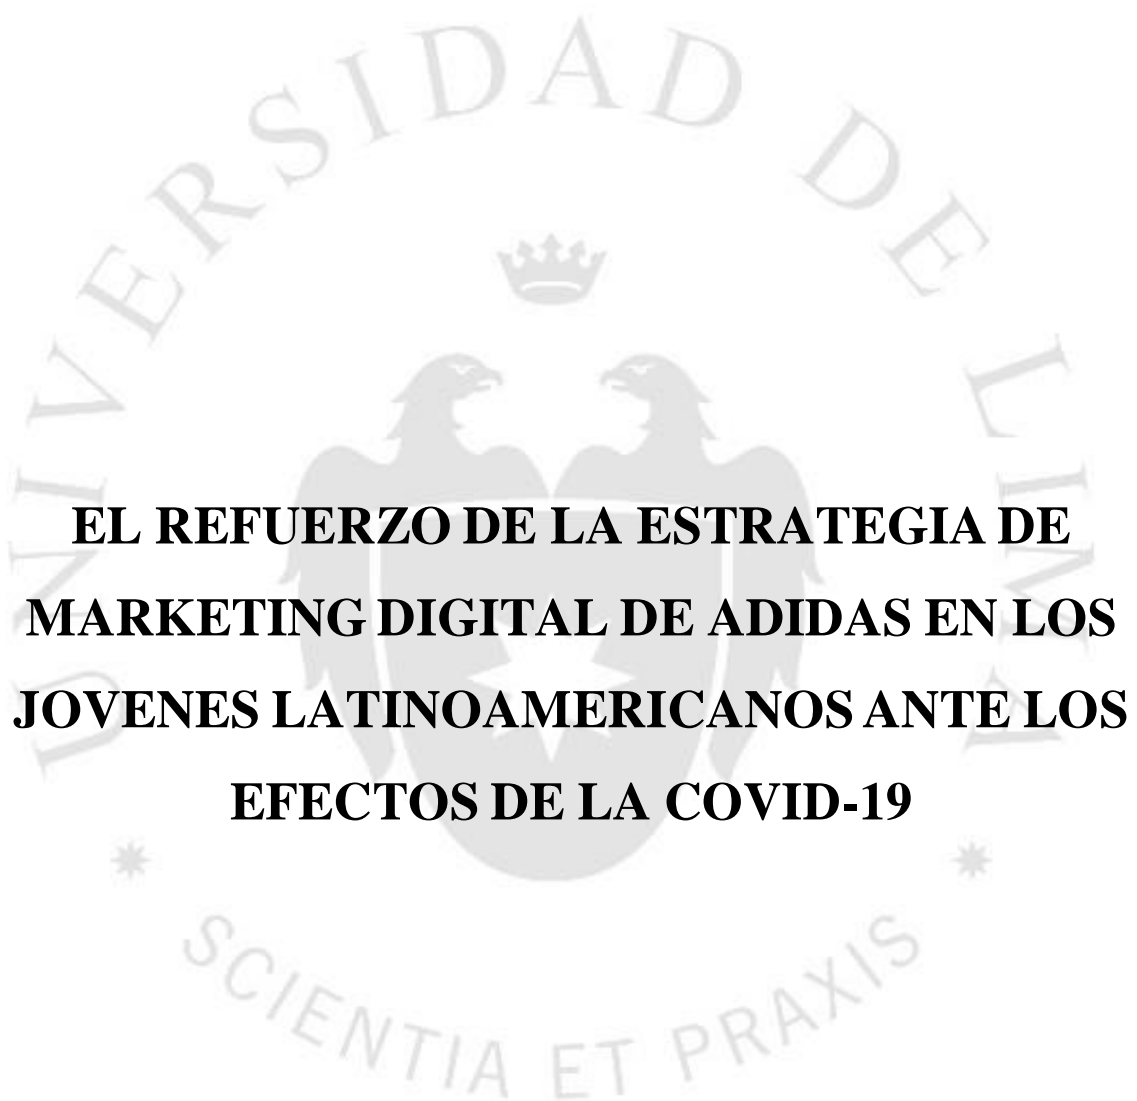 UNIVERSIDAD DE LIMA
EL REFUERZO DE LA ESTRATEGIA DE
MARKETING DIGITAL DE ADIDAS EN LOS
JOVENES LATINOAMERICANOS ANTE LOS
EFECTOS DE LA COVID-19
SCIENTIA ET PRAXIS